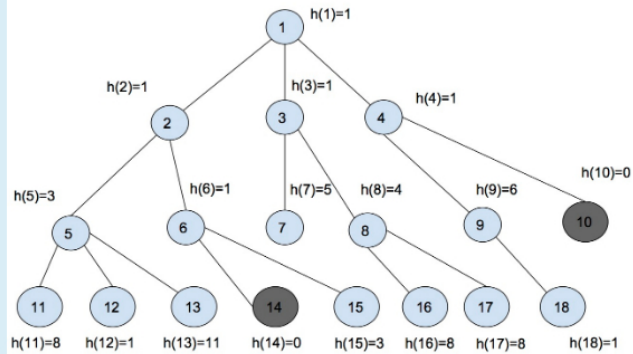 h(1)=1
1
h(2)=1
h(3)=1
h(4)=1
2
3
4
h(10)=0
h(5)=3
h(6)=1
h(7)=5
h(8)=4
h(9)=6
5
6
7
8
9
10
11
12
13
14
15
16
17
18
h(11)=8
h(12)=1
h(13)=11
h(14)=0
h(15)=3
h(16)=8
h(17)=8
h(18)=1